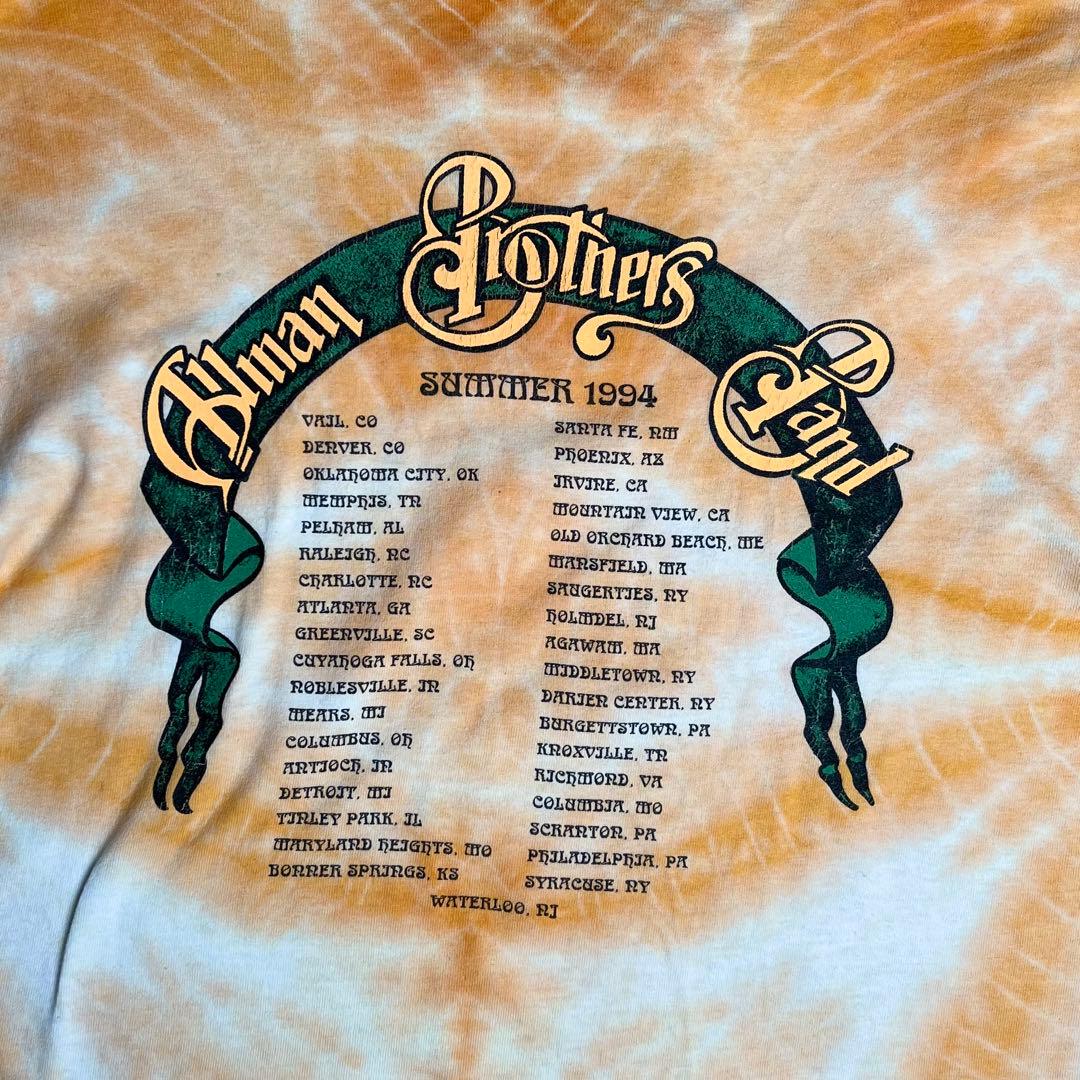 Allman Brothers Band
SUMMER 1994
VAIL, CO
DENVER, CO
OKLAHOMA CITY, OK
MEMPHIS, TN
PELHAM, AL
RALEIGH, NC
CHARLOTTE, NC
ATLANTA, GA
GREENVILLE, SC
CUYAHOGA FALLS, OH
NOBLESVILLE, IN
MEARS, MI
COLUMBUS, OH
ANTIOCH, IN
DETROIT, MI
TINLEY PARK, IL
MARYLAND HEIGHTS, MO
BONNER SPRINGS, KS
SANTA FE, NM
PHOENIX, AZ
IRVINE, CA
MOUNTAIN VIEW, CA
OLD ORCHARD BEACH, ME
MANSFIELD, MA
SAUGERTIES, NY
HOLMDEL, NJ
AGAWAM, MA
MIDDLETOWN, NY
DARIEN CENTER, NY
BURGETTSTOWN, PA
KNOXVILLE, TN
RICHMOND, VA
COLUMBIA, MO
SCRANTON, PA
PHILADELPHIA, PA
SYRACUSE, NY
WATERLOO, NJ